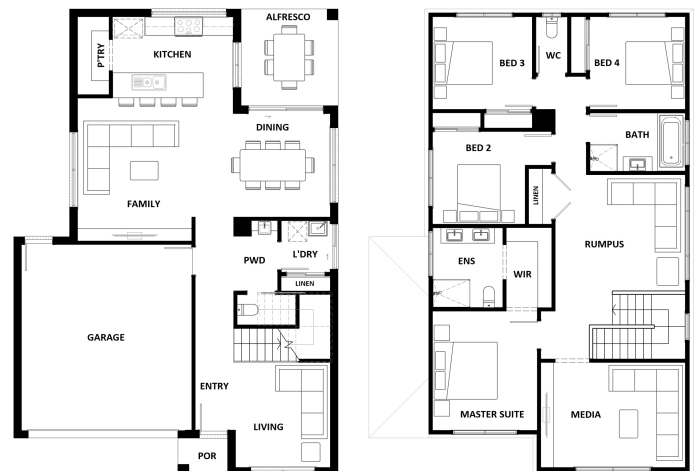 ALFRESCO
P'TRY
KITCHEN
DINING
FAMILY
PWD
L'DRY
LINEN
GARAGE
ENTRY
LIVING
POR
BED 3
WC
BED 4
BATH
BED 2
LINEN
RUMPUS
ENS
WIR
MASTER SUITE
MEDIA